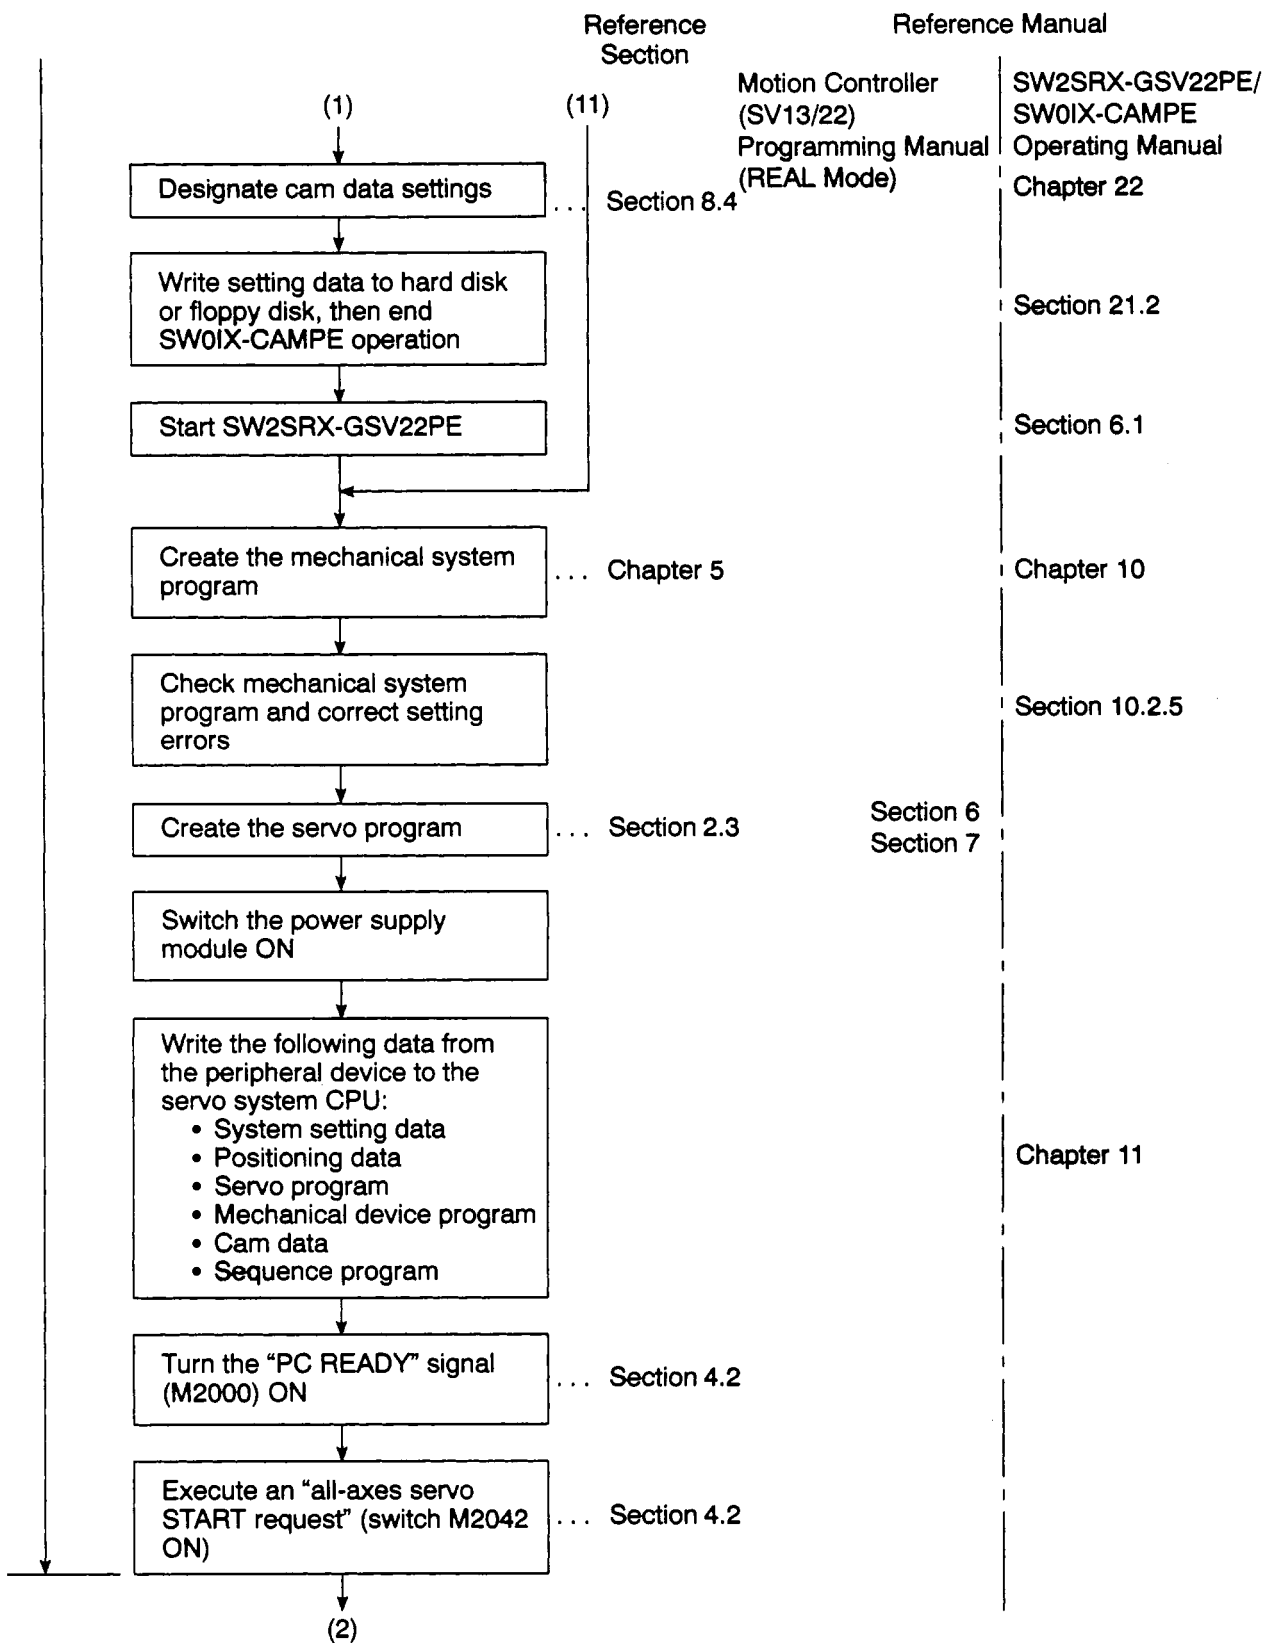 Reference
Section
Reference Manual
Motion Controller
(SV13/22)
Programming Manual
(REAL Mode)
SW2SRX-GSV22PE/
SW0IX-CAMPE
Operating Manual
(1)
(11)
Designate cam data settings
... Section 8.4
Chapter 22
Write setting data to hard disk
or floppy disk, then end
SW0IX-CAMPE operation
Section 21.2
Start SW2SRX-GSV22PE
Section 6.1
Create the mechanical system
program
... Chapter 5
Chapter 10
Check mechanical system
program and correct setting
errors
Section 10.2.5
Create the servo program
... Section 2.3
Section 6
Section 7
Switch the power supply
module ON
Write the following data from
the peripheral device to the
servo system CPU:
• System setting data
• Positioning data
• Servo program
• Mechanical device program
• Cam data
• Sequence program
Chapter 11
Turn the “PC READY” signal
(M2000) ON
... Section 4.2
Execute an “all-axes servo
START request” (switch M2042
ON)
... Section 4.2
(2)